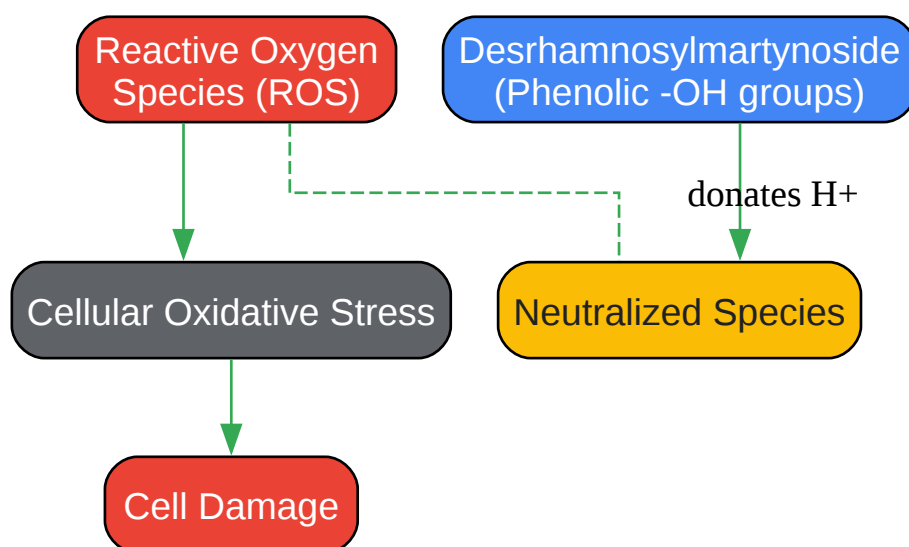 Reactive Oxygen
Species (ROS)
Desrhamnosylmartynoside
(Phenolic -OH groups)
donates H+
Cellular Oxidative Stress
Neutralized Species
Cell Damage